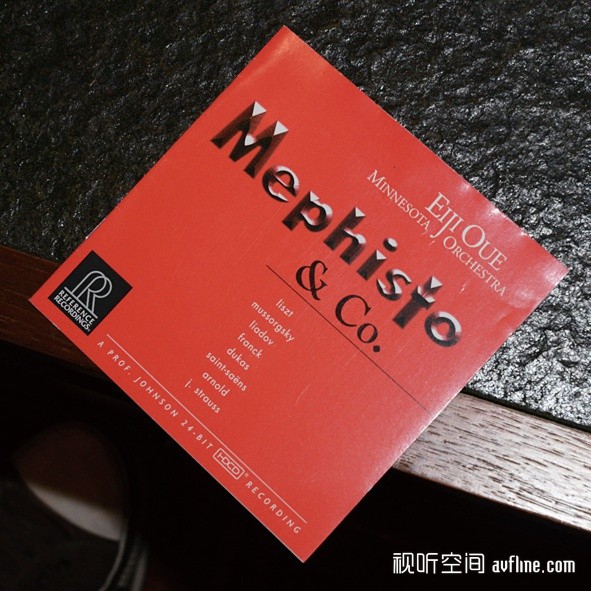 Mephisto
& Co.
EIJI OUE
MINNESOTA ORCHESTRA
liszt
mussorgsky
liadov
franck
dukas
saint-saëns
arnold
j. strauss
R
REFERENCE
RECORDINGS®
A PROF. JOHNSON 24-BIT HDCD® RECORDING
视听空间 avfline.com